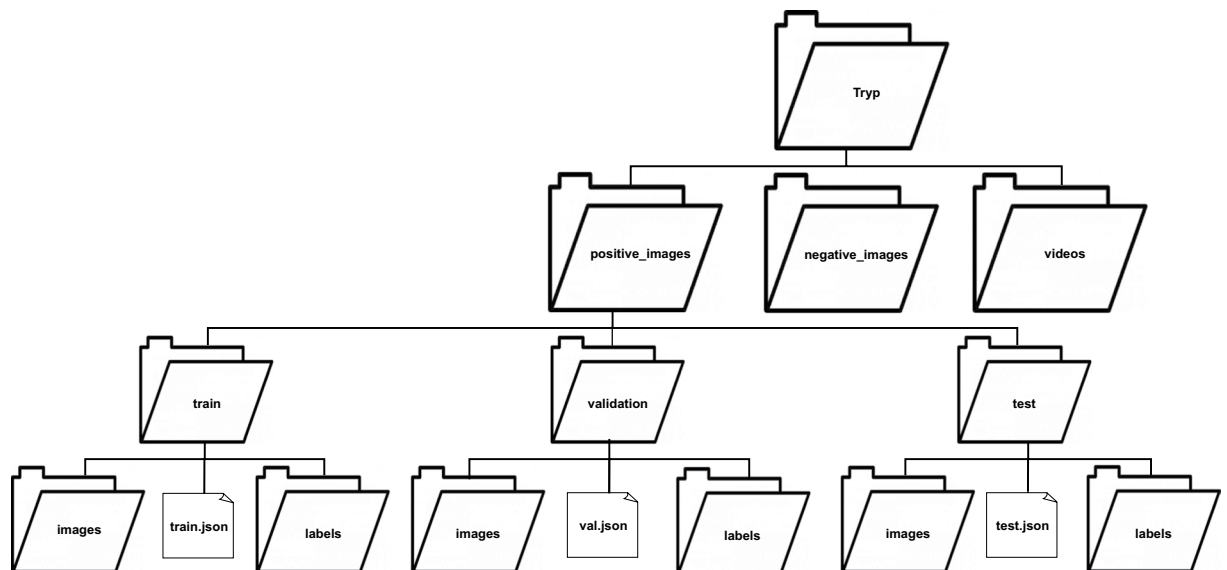 Tryp
positive_images
negative_images
videos
train
validation
test
images
train.json
labels
images
val.json
labels
images
test.json
labels